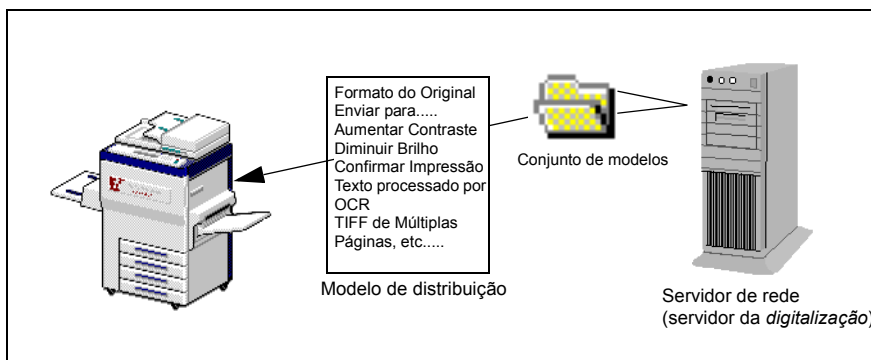 Formato do Original
Enviar para.....
Aumentar Contraste
Diminuir Brilho
Confirmar Impressão
Texto processado por
OCR
TIFF de Múltiplas
Páginas, etc.....
Modelo de distribuição
Conjunto de modelos
Servidor de rede
(servidor da digitalização)